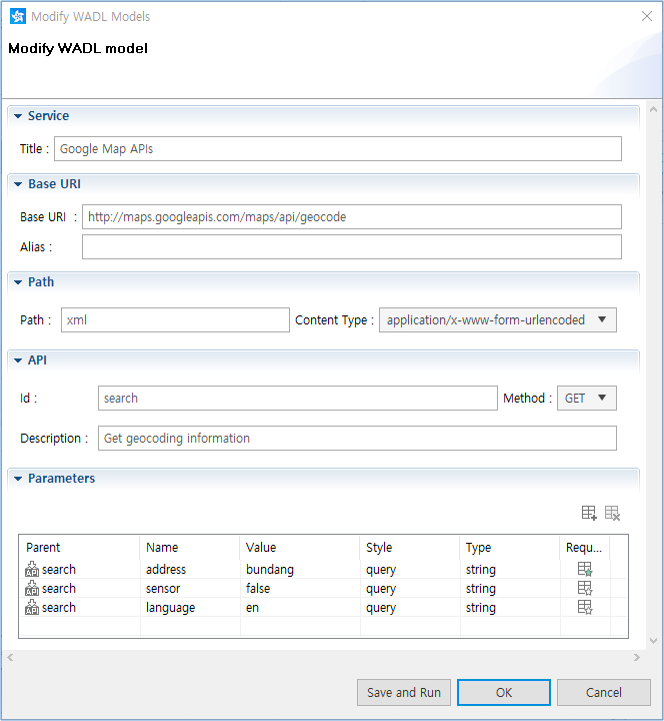 Modify WADL Models
Modify WADL model
Service
Title : Google Map APIs
Base URI
Base URI : http://maps.googleapis.com/maps/api/geocode
Alias :
Path
Path : xml Content Type : application/x-www-form-urlencoded
API
Id : search Method : GET
Description : Get geocoding information
Parameters
Parent Name Value Style Type Requ...
API search address bundang query string
API search sensor false query string
API search language en query string
Save and Run OK Cancel